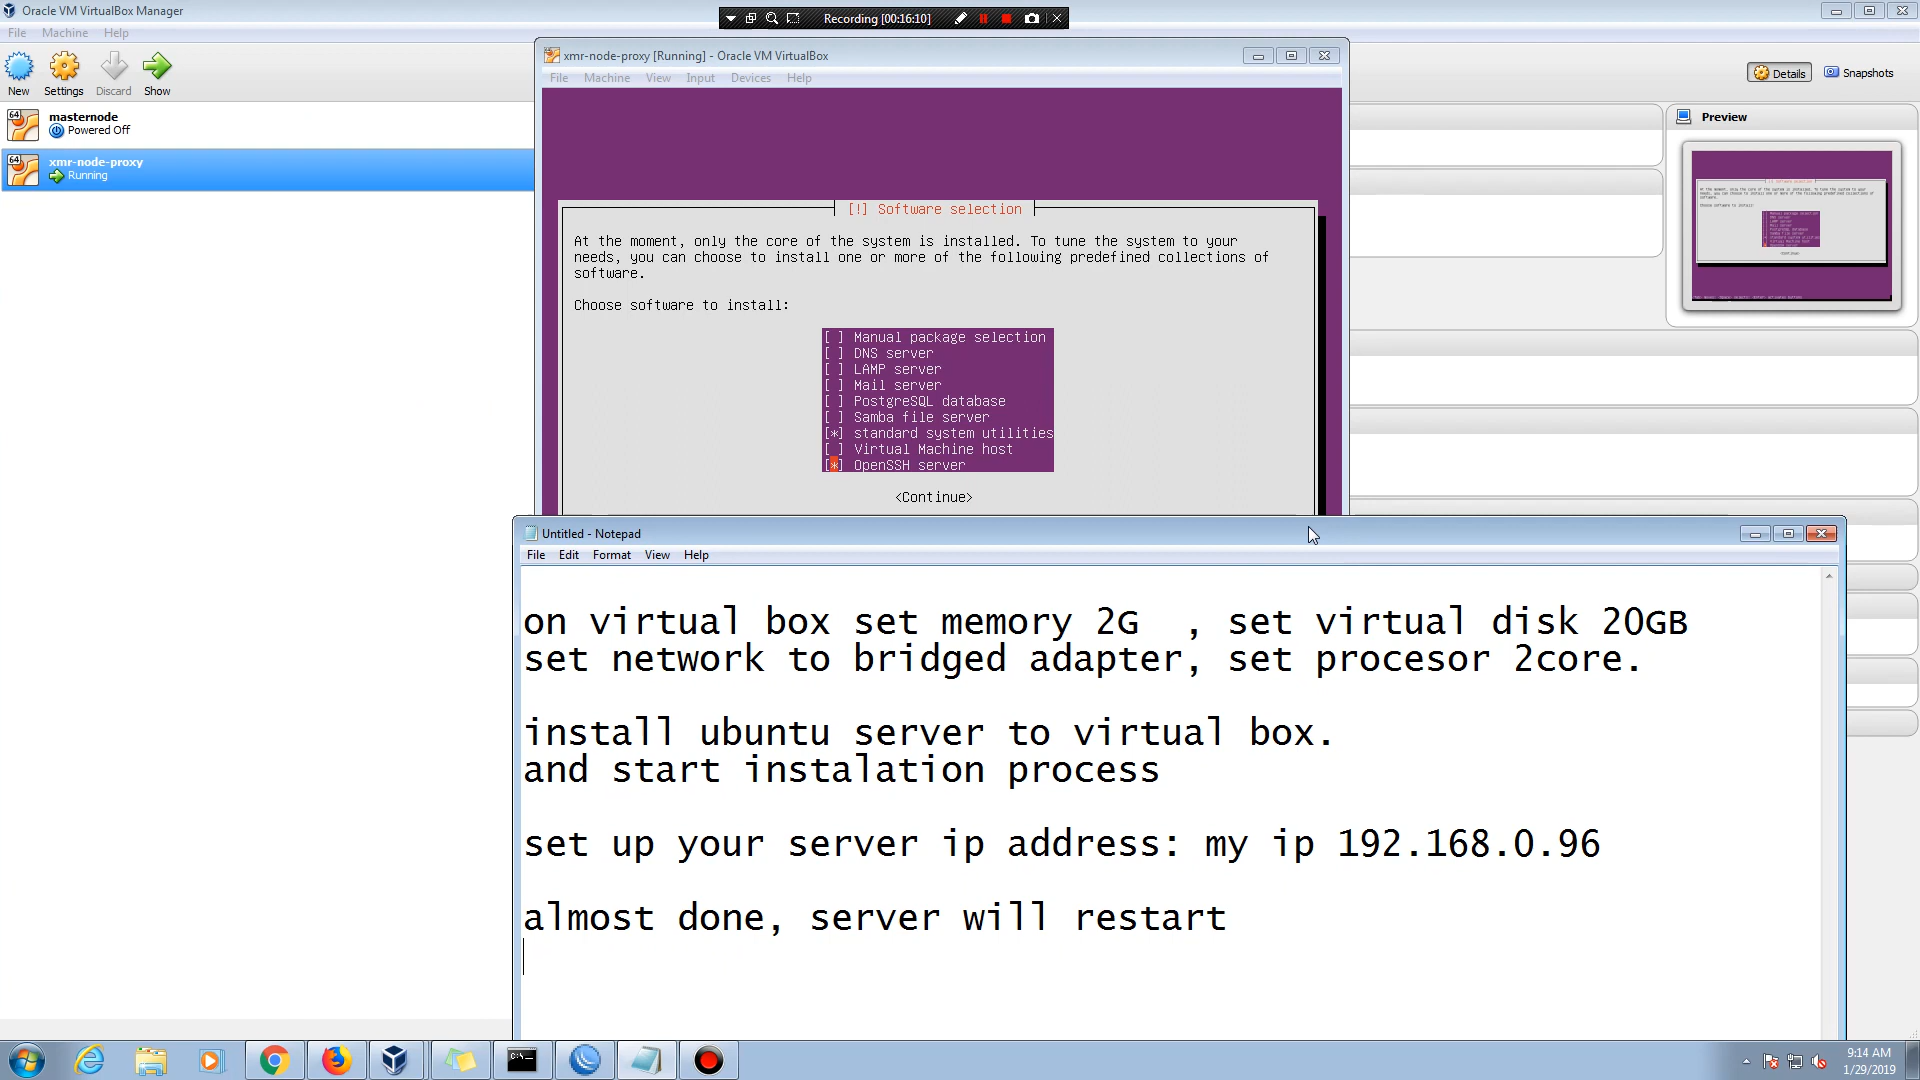 Oracle VM VirtualBox Manager
Recording [00:16:10]
File Machine Help
New Settings Discard Show
Details Snapshots
masternode
Powered Off
xmr-node-proxy
Running
Preview
xmr-node-proxy [Running] - Oracle VM VirtualBox
File Machine View Input Devices Help
[!] Software selection
At the moment, only the core of the system is installed. To tune the system to your
needs, you can choose to install one or more of the following predefined collections of
software.
Choose software to install:
[ ] Manual package selection
[ ] DNS server
[ ] LAMP server
[ ] Mail server
[ ] PostgreSQL database
[ ] Samba file server
[*] standard system utilities
[ ] Virtual Machine host
[*] OpenSSH server
<Continue>
Untitled - Notepad
File Edit Format View Help
on virtual box set memory 2G , set virtual disk 20GB
set network to bridged adapter, set procesor 2core.
install ubuntu server to virtual box.
and start instalation process
set up your server ip address: my ip 192.168.0.96
almost done, server will restart
9:14 AM
1/29/2019